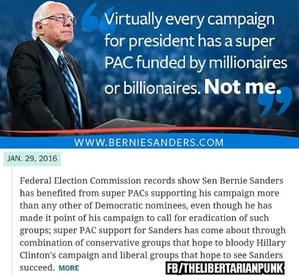 “Virtually every campaign
for president has a super
PAC funded by millionaires
or billionaires. Not me.”
WWW.BERNIESANDERS.COM
JAN. 29, 2016
Federal Election Commission records show Sen Bernie Sanders
has benefited from super PACs supporting his campaign more
than any other of Democratic nominees, even though he has
made it point of his campaign to call for eradication of such
groups; super PAC support for Sanders has come about through
combination of conservative groups that hope to bloody Hillary
Clinton's campaign and liberal groups that hope to see Sanders
succeed. MORE
FB/THELIBERTARIANPUNK